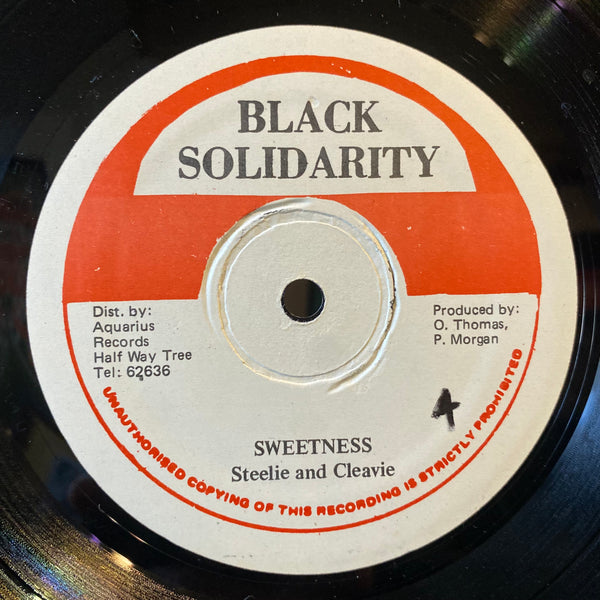 BLACK
SOLIDARITY
Dist. by:
Aquarius
Records
Half Way Tree
Tel: 62636
Produced by:
O. Thomas,
P. Morgan
4
SWEETNESS
Steelie and Cleavie
UNAUTHORISED COPYING OF THIS RECORDING IS STRICTLY PROHIBITED